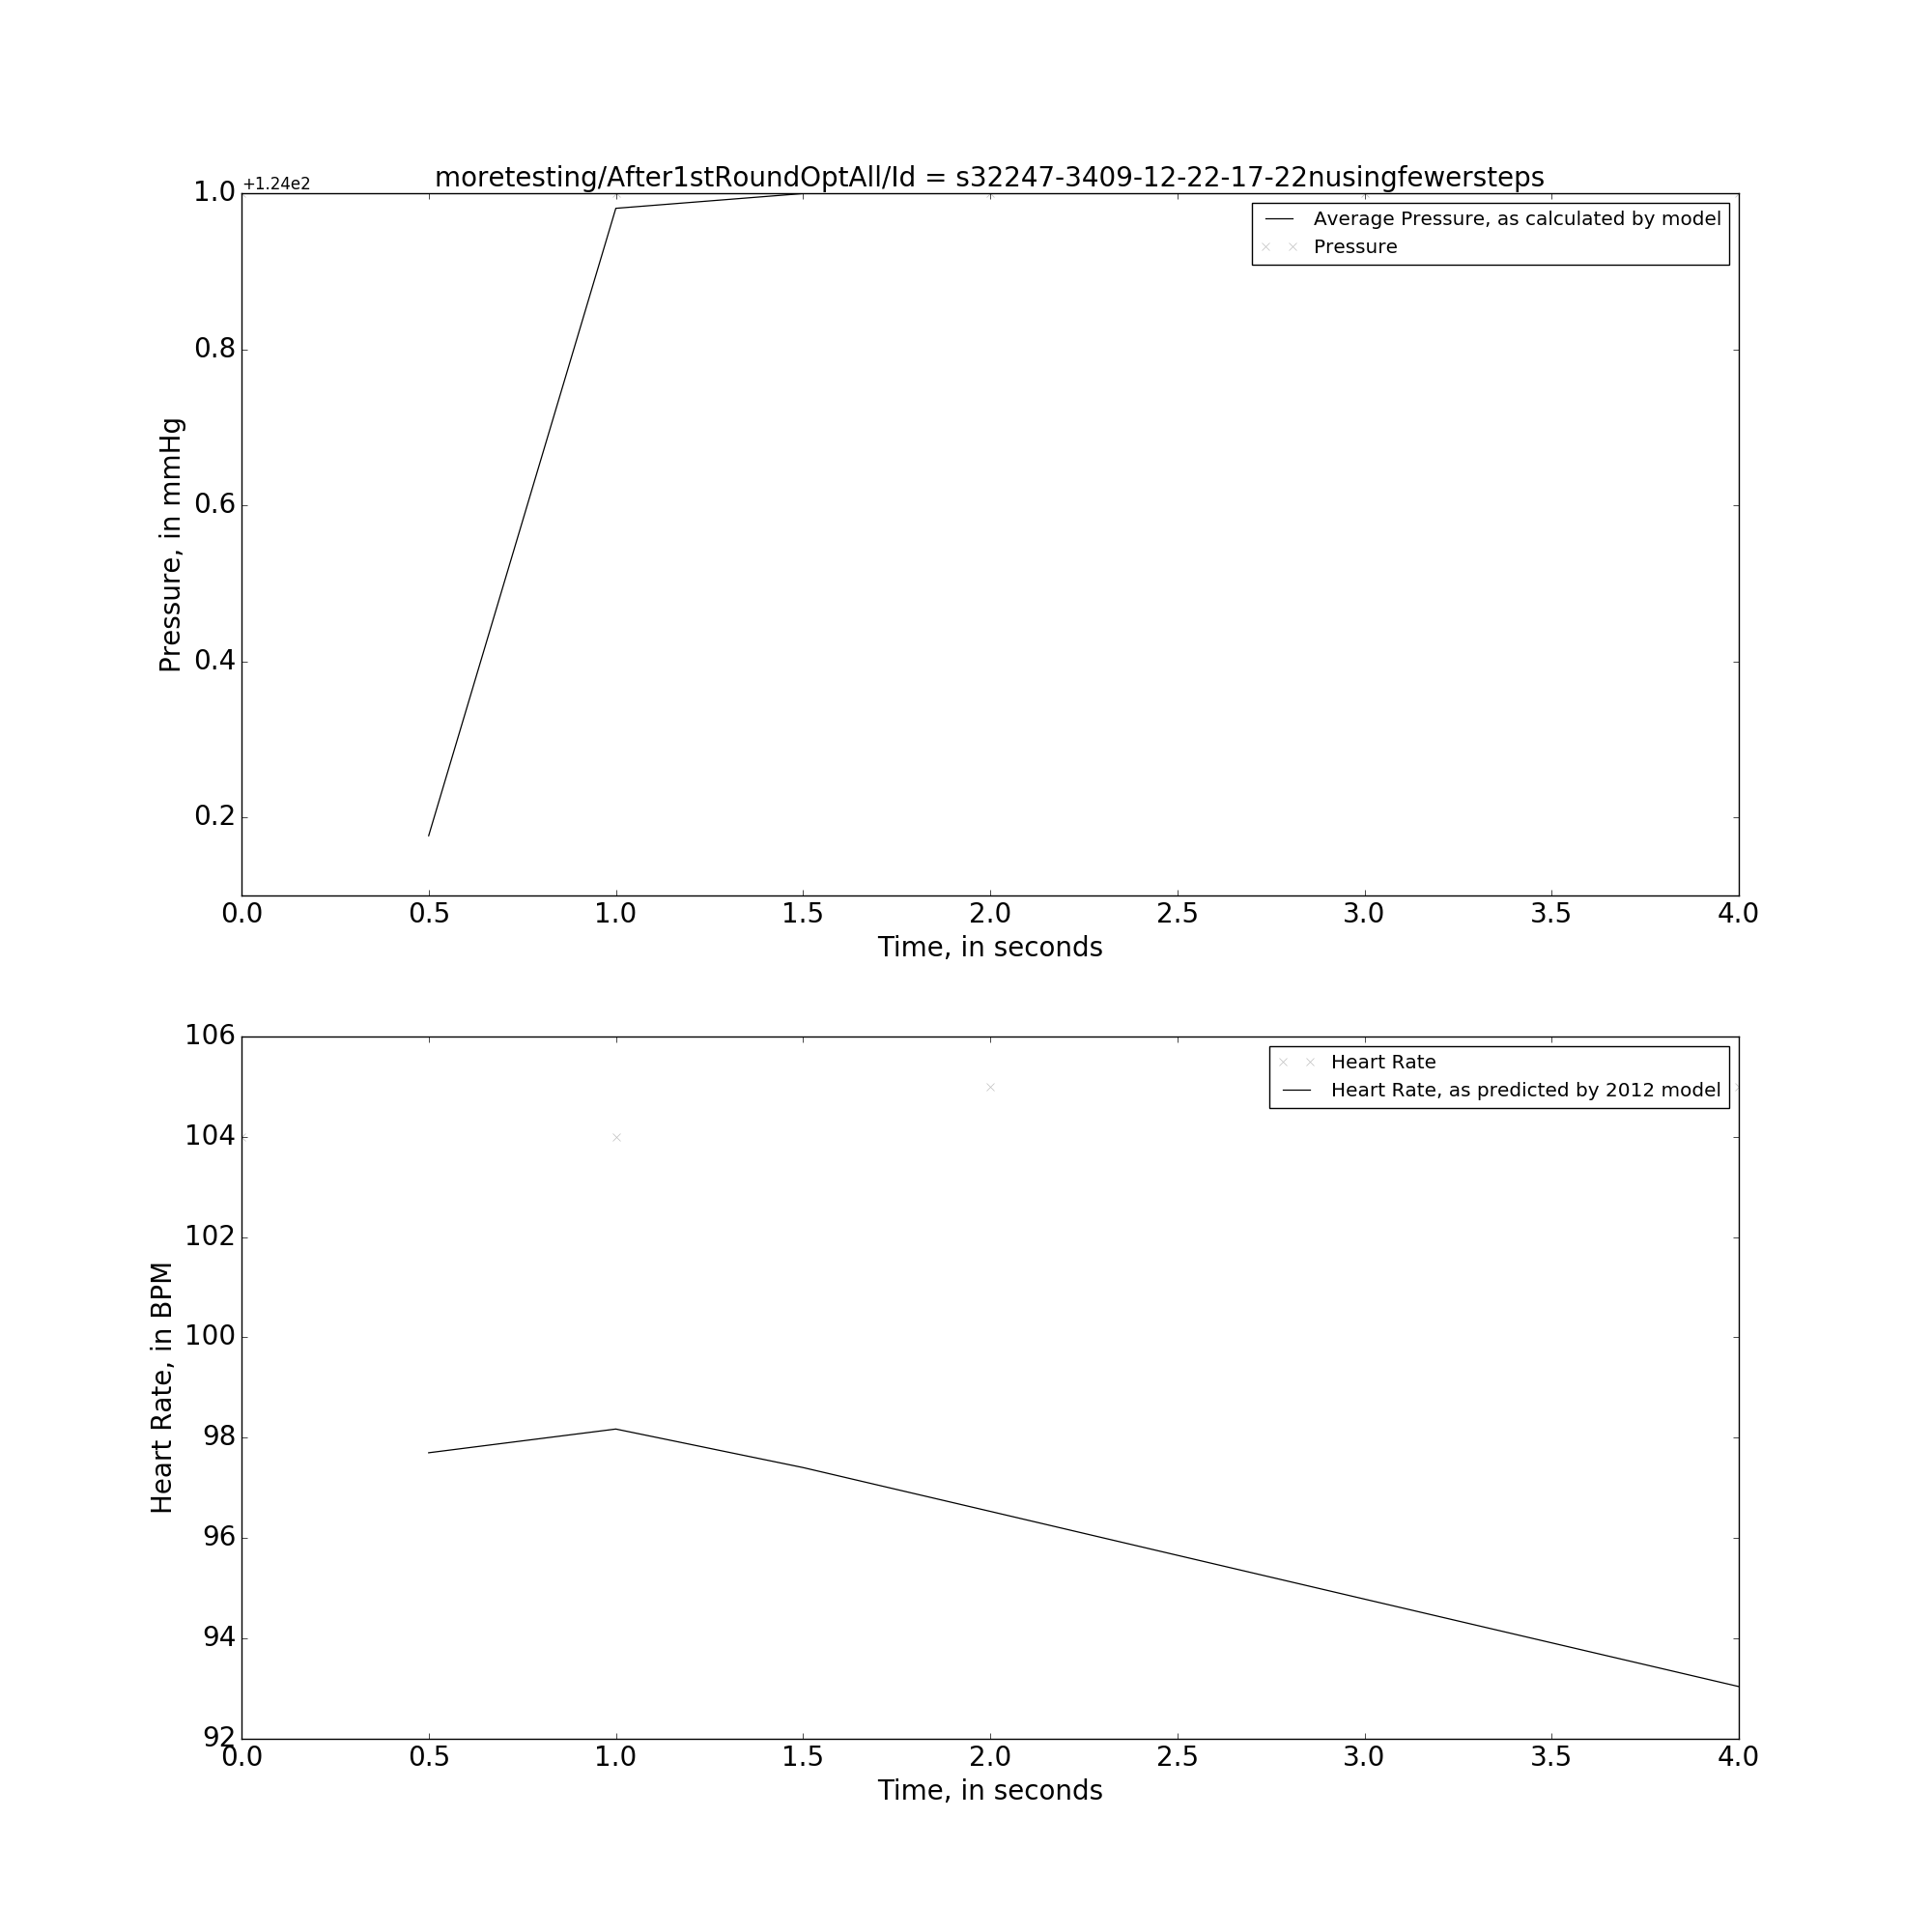 moretesting/After1stRoundOptAll/Id = s32247-3409-12-22-17-22nusingfewersteps
+1.24e2
1.0
0.8
0.6
0.4
0.2
Pressure, in mmHg
Average Pressure, as calculated by model
Pressure
0.0 0.5 1.0 1.5 2.0 2.5 3.0 3.5 4.0
Time, in seconds
106
104
102
100
98
96
94
92
Heart Rate, in BPM
Heart Rate
Heart Rate, as predicted by 2012 model
0.0 0.5 1.0 1.5 2.0 2.5 3.0 3.5 4.0
Time, in seconds